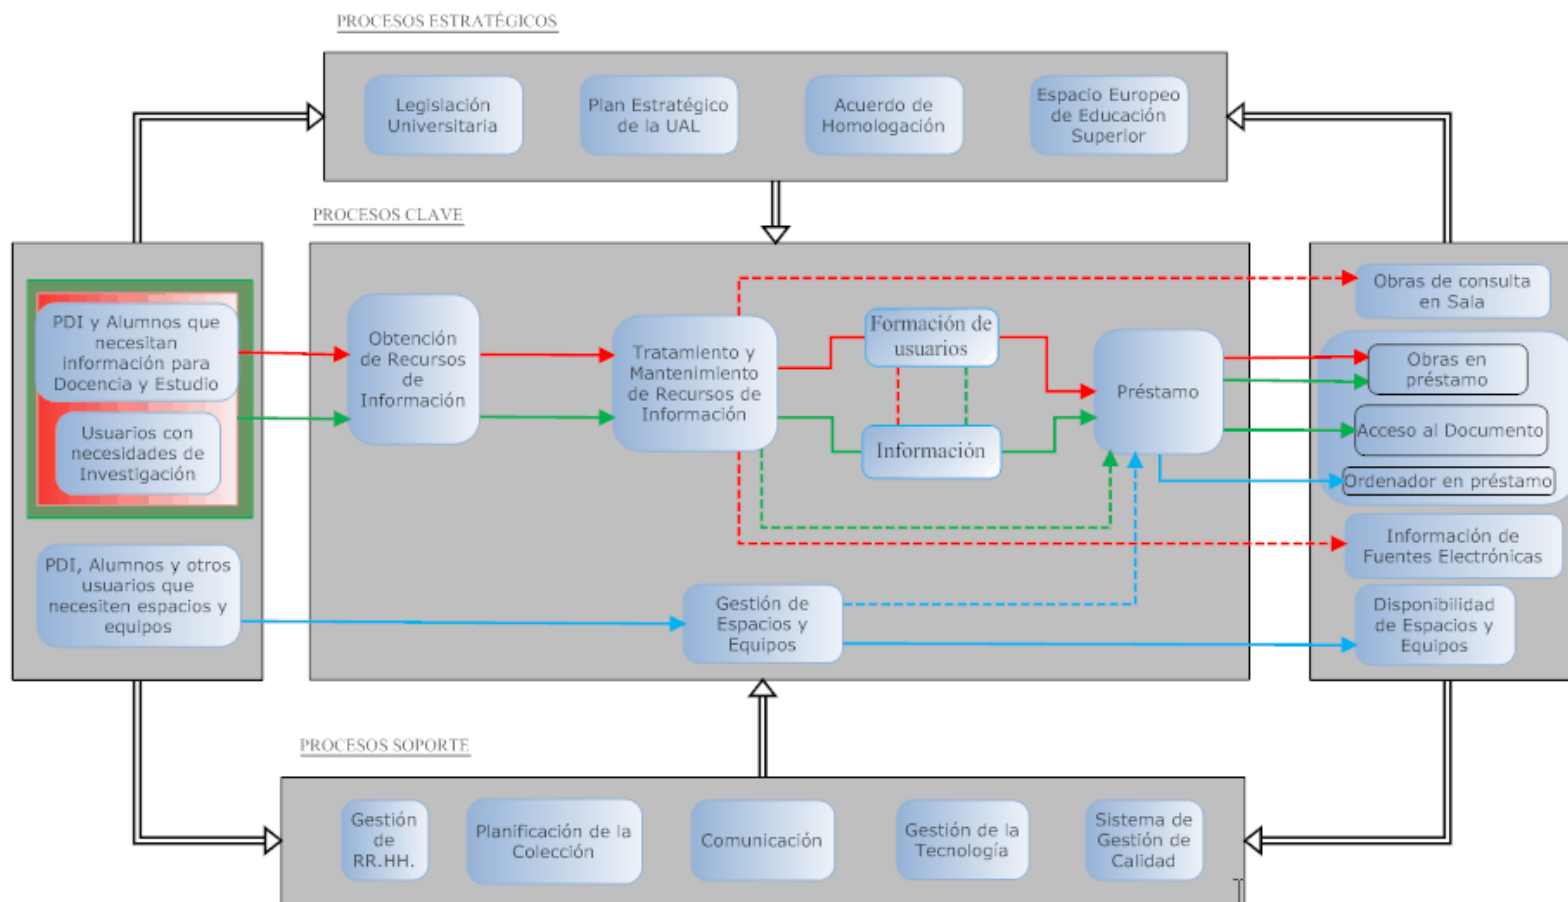 PROCESOS ESTRATÉGICOS
Legislación
Universitaria
Plan Estratégico
de la UAL
Acuerdo de
Homologación
Espacio Europeo
de Educación
Superior
PROCESOS CLAVE
PDI y Alumnos que
necesitan
información para
Docencia y Estudio
Usuarios con
necesidades de
Investigación
PDI, Alumnos y otros
usuarios que
necesiten espacios y
equipos
Obtención
de Recursos
de
Información
Tratamiento y
Mantenimiento
de Recursos de
Información
Formación de
usuarios
Información
Préstamo
Gestión de
Espacios y
Equipos
Obras de consulta
en Sala
Obras en
préstamo
Acceso al Documento
Ordenador en préstamo
Información de
Fuentes Electrónicas
Disponibilidad
de Espacios y
Equipos
PROCESOS SOPORTE
Gestión
de
RR.HH.
Planificación de la
Colección
Comunicación
Gestión de la
Tecnología
Sistema de
Gestión de
Calidad